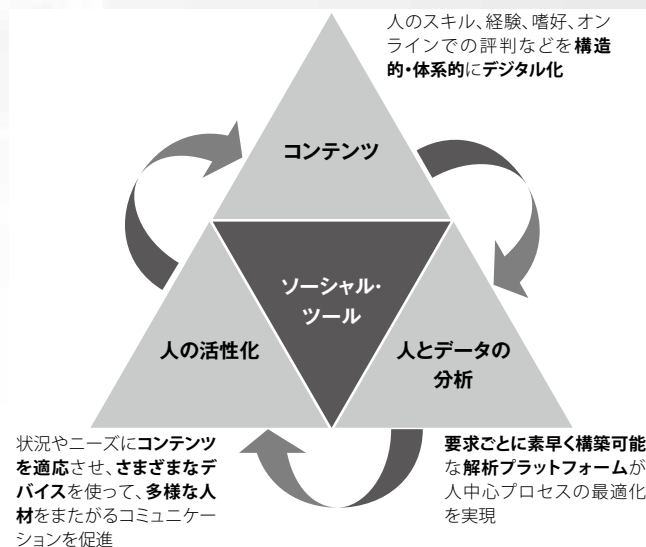 人のスキル、経験、嗜好、オン
ラインでの評判などを構造
的・体系的にデジタル化
コンテンツ
ソーシャル・
ツール
人の活性化
人とデータの
分析
状況やニーズにコンテンツ
を適応させ、さまざまなデ
バイスを使って、多様な人
材をまたがるコミュニケー
ションを促進
要求ごとに素早く構築可能
な解析プラットフォームが
人中心プロセスの最適化
を実現